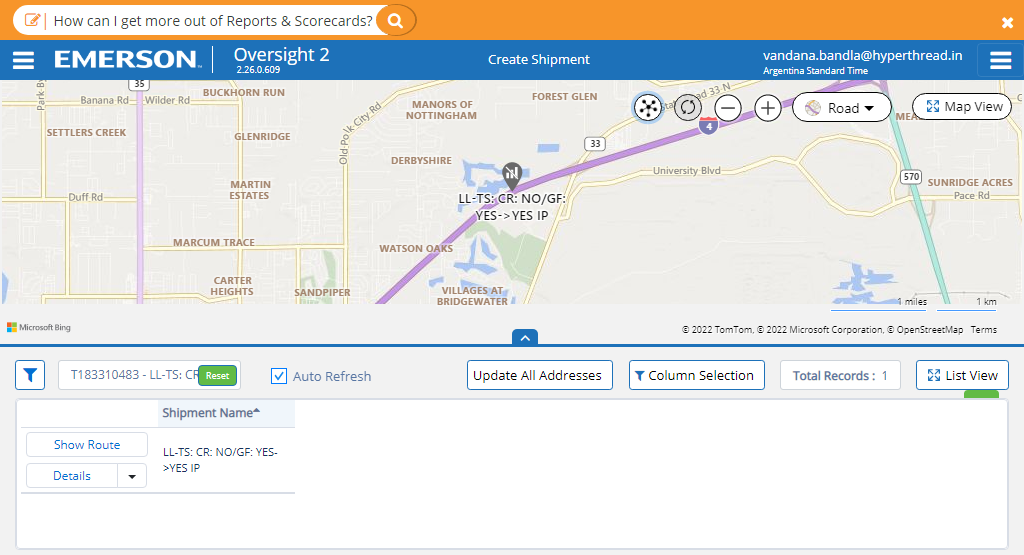 How can I get more out of Reports & Scorecards?
EMERSON
Oversight 2
2.26.0.609
Create Shipment
vandana.bandla@hyperthread.in
Argentina Standard Time
35
Banana Rd
Wilder Rd
BUCKHORN RUN
Old-Polk City Rd
MANORS OF
NOTTINGHAM
FOREST GLEN
33 N
Road
Map View
4
SETTLERS CREEK
GLENRIDGE
33
DERBYSHIRE
University Blvd
570
SUNRIDGE ACRES
Pace Rd
MARTIN
ESTATES
Duff Rd
LL-TS: CR: NO/GF:
YES->YES IP
MARCUM TRACE
WATSON OAKS
CARTER
HEIGHTS
SANDPIPER
VILLAGES AT
BRIDGEWATER
1 miles
1 km
Microsoft Bing
© 2022 TomTom, © 2022 Microsoft Corporation, © OpenStreetMap Terms
T183310483 - LL-TS: CR
Reset
Auto Refresh
Update All Addresses
Column Selection
Total Records : 1
List View
Shipment Name
Show Route
Details
LL-TS: CR: NO/GF: YES-
>YES IP